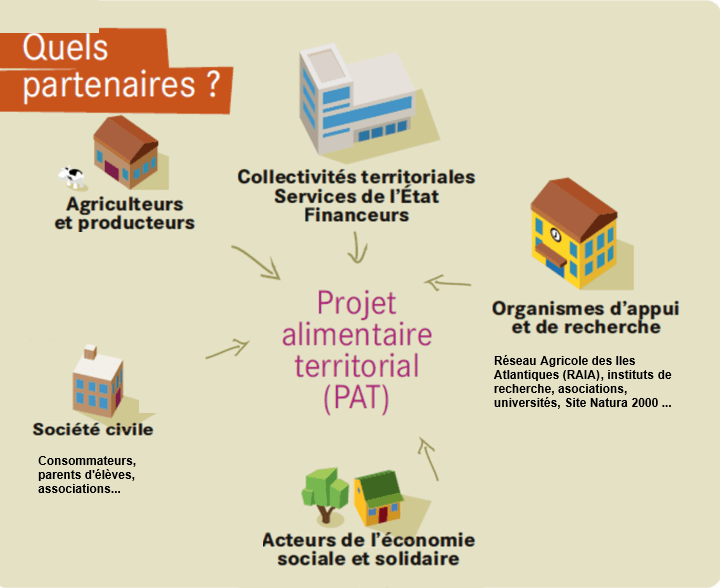 Quels
partenaires ?
Collectivités territoriales
Services de l'État
Financeurs
Agriculteurs
et producteurs
Organismes d'appui
et de recherche
Réseau Agricole des Iles
Atlantiques (RAIA), instituts de
recherche, asociations,
universités, Site Natura 2000 ...
Projet
alimentaire
territorial
(PAT)
Société civile
Consommateurs,
parents d'élèves,
associations...
Acteurs de l'économie
sociale et solidaire